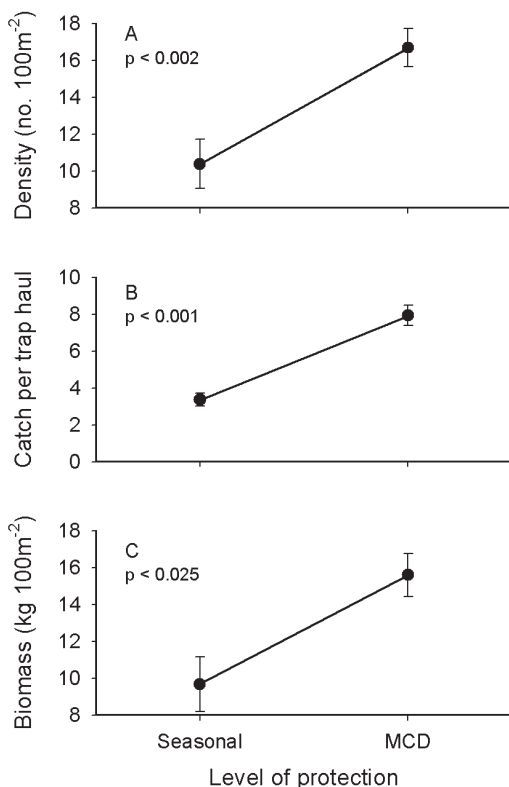 Density (no. 100m⁻²)
18
16
14
12
10
8
A
p < 0.002
Catch per trap haul
10
8
6
4
2
0
B
p < 0.001
Biomass (kg 100m⁻²)
18
16
14
12
10
8
C
p < 0.025
Seasonal MCD
Level of protection